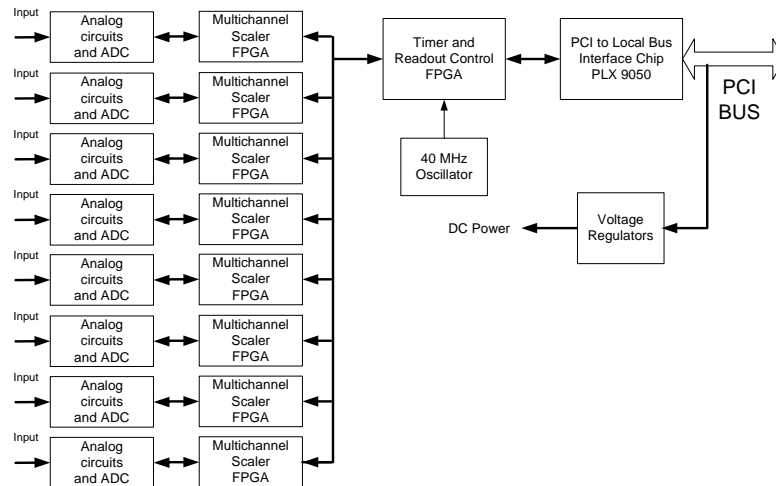 Input
Analog
circuits
and ADC
Multichannel
Scaler
FPGA
Timer and
Readout Control
FPGA
PCI to Local Bus
Interface Chip
PLX 9050
PCI
BUS
Input
Analog
circuits
and ADC
Multichannel
Scaler
FPGA
Input
Analog
circuits
and ADC
Multichannel
Scaler
FPGA
40 MHz
Oscillator
Input
Analog
circuits
and ADC
Multichannel
Scaler
FPGA
DC Power
Voltage
Regulators
Input
Analog
circuits
and ADC
Multichannel
Scaler
FPGA
Input
Analog
circuits
and ADC
Multichannel
Scaler
FPGA
Input
Analog
circuits
and ADC
Multichannel
Scaler
FPGA
Input
Analog
circuits
and ADC
Multichannel
Scaler
FPGA